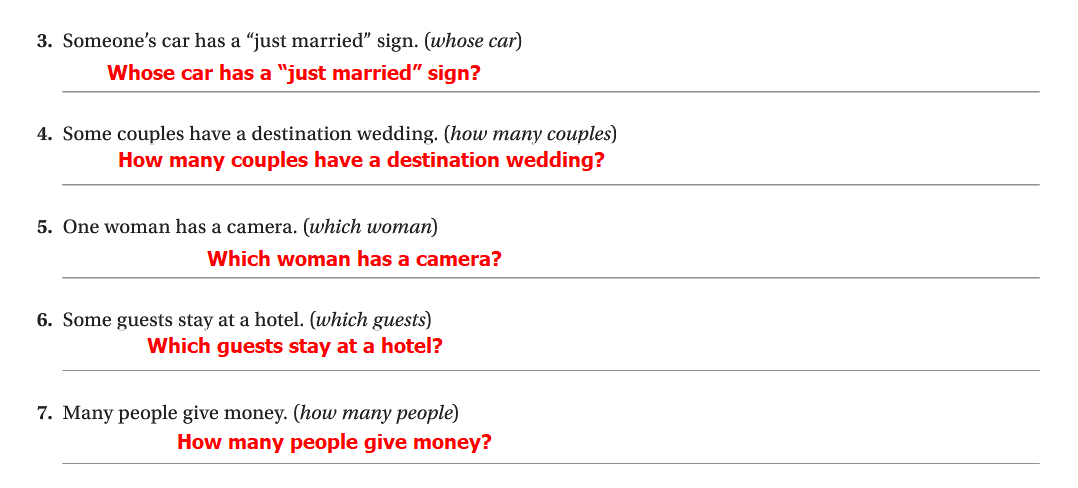 3. Someone’s car has a “just married” sign. (whose car)
Whose car has a “just married” sign?
4. Some couples have a destination wedding. (how many couples)
How many couples have a destination wedding?
5. One woman has a camera. (which woman)
Which woman has a camera?
6. Some guests stay at a hotel. (which guests)
Which guests stay at a hotel?
7. Many people give money. (how many people)
How many people give money?